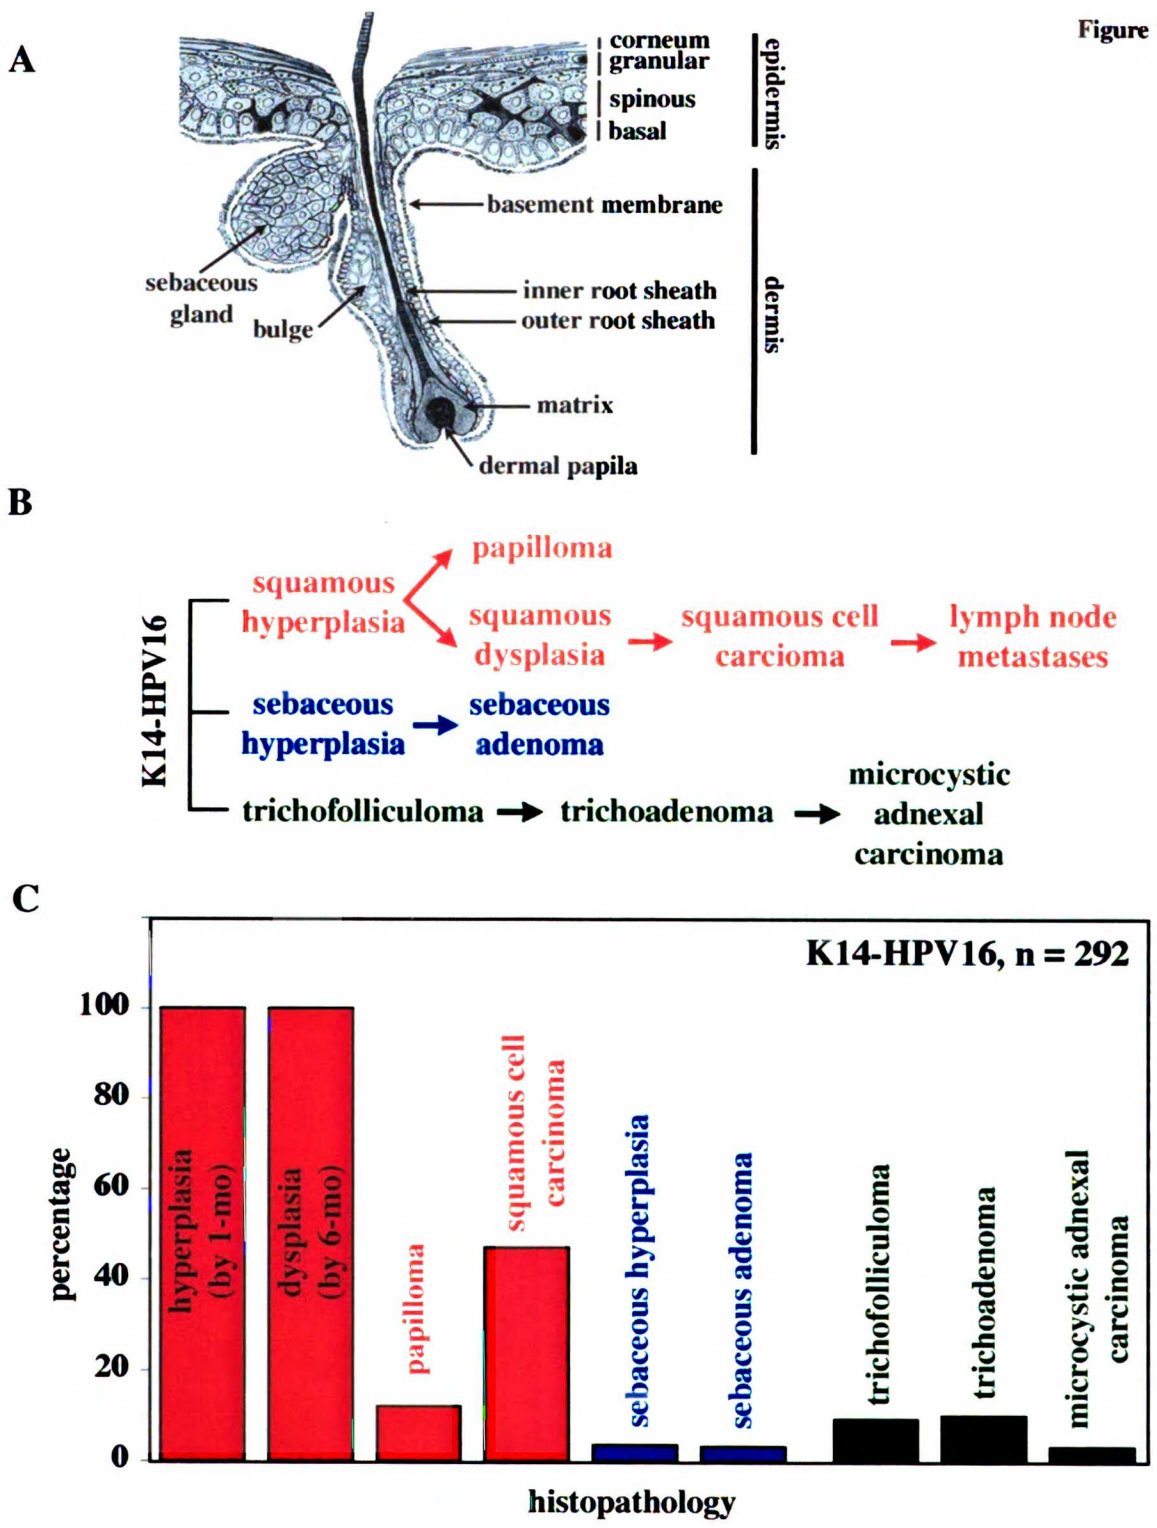 Figure
A
corneum
granular
spinous
basal
epidermis
basement membrane
sebaceous
gland
bulge
inner root sheath
outer root sheath
dermis
matrix
dermal papila
B
K14-HPV16
squamous
hyperplasia
papilloma
squamous
dysplasia
squamous cell
carcioma
lymph node
metastases
sebaceous
hyperplasia
sebaceous
adenoma
trichofolliculoma
trichoadenoma
microcystic
adnexal
carcinoma
C
K14-HPV16, n = 292
percentage
100
80
60
40
20
0
hyperplasia
(by 1-mo)
dysplasia
(by 6-mo)
papilloma
squamous cell
carcinoma
sebaceous hyperplasia
sebaceous adenoma
trichofolliculoma
trichoadenoma
microcystic adnexal
carcinoma
histopathology